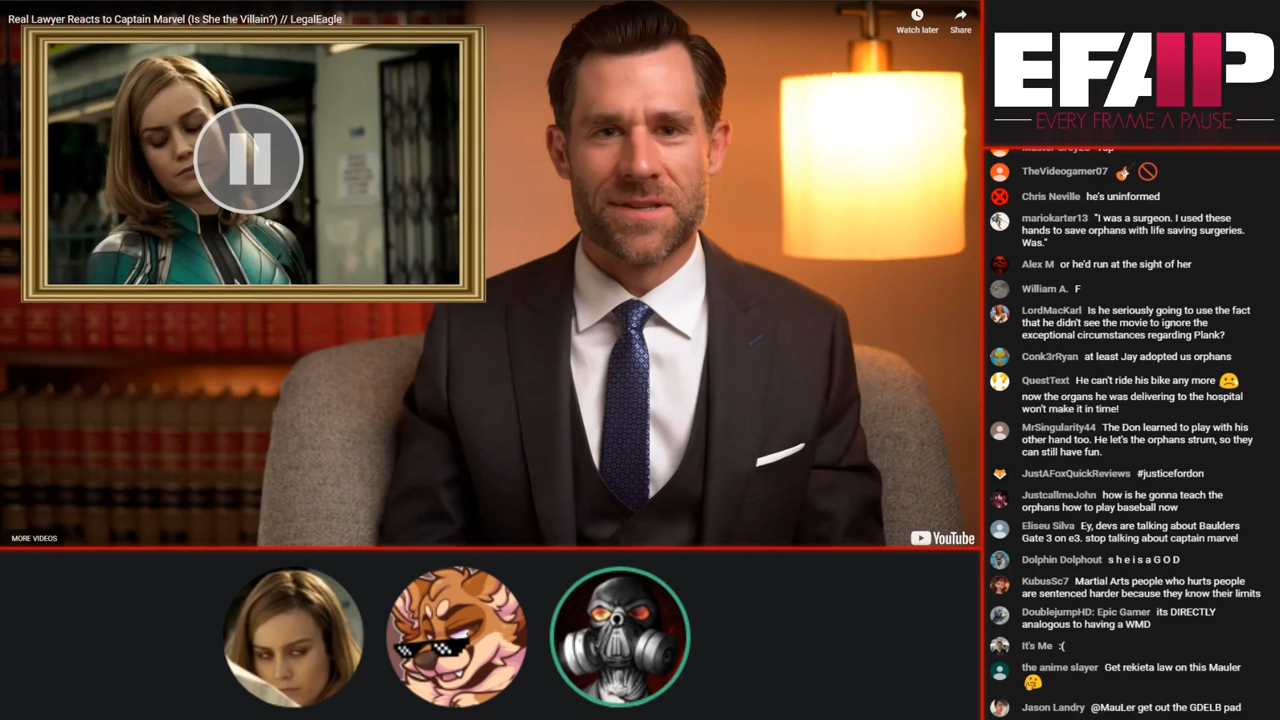 Real Lawyer Reacts to Captain Marvel (Is She the Villain?) // LegalEagle
Watch later
Share
MORE VIDEOS
YouTube
EFAP
EVERY FRAME A PAUSE
TheVideogamer07
Chris Neville he's uninformed
mariokarter13 "I was a surgeon. I used these
hands to save orphans with life saving surgeries.
Was."
Alex M or he'd run at the sight of her
William A. F
LordMacKarl Is he seriously going to use the fact
that he didn't see the movie to ignore the
exceptional circumstances regarding Plank?
Conk3rRyan at least Jay adopted us orphans
QuestText He can't ride his bike any more
now the organs he was delivering to the hospital
won't make it in time!
MrSingularity44 The Don learned to play with his
other hand too. He let's the orphans strum, so they
can still have fun.
JustAFoxQuickReviews #justicefordon
JustcallmeJohn how is he gonna teach the
orphans how to play baseball now
Eliseu Silva Ey, devs are talking about Baulders
Gate 3 on e3. stop talking about captain marvel
Dolphin Dolphout s h e i s a G O D
KubusSc7 Martial Arts people who hurts people
are sentenced harder because they know their limits
DoublejumpHD: Epic Gamer its DIRECTLY
analogous to having a WMD
It's Me :(
the anime slayer Get rekieta law on this Mauler
Jason Landry @MauLer get out the GDELB pad